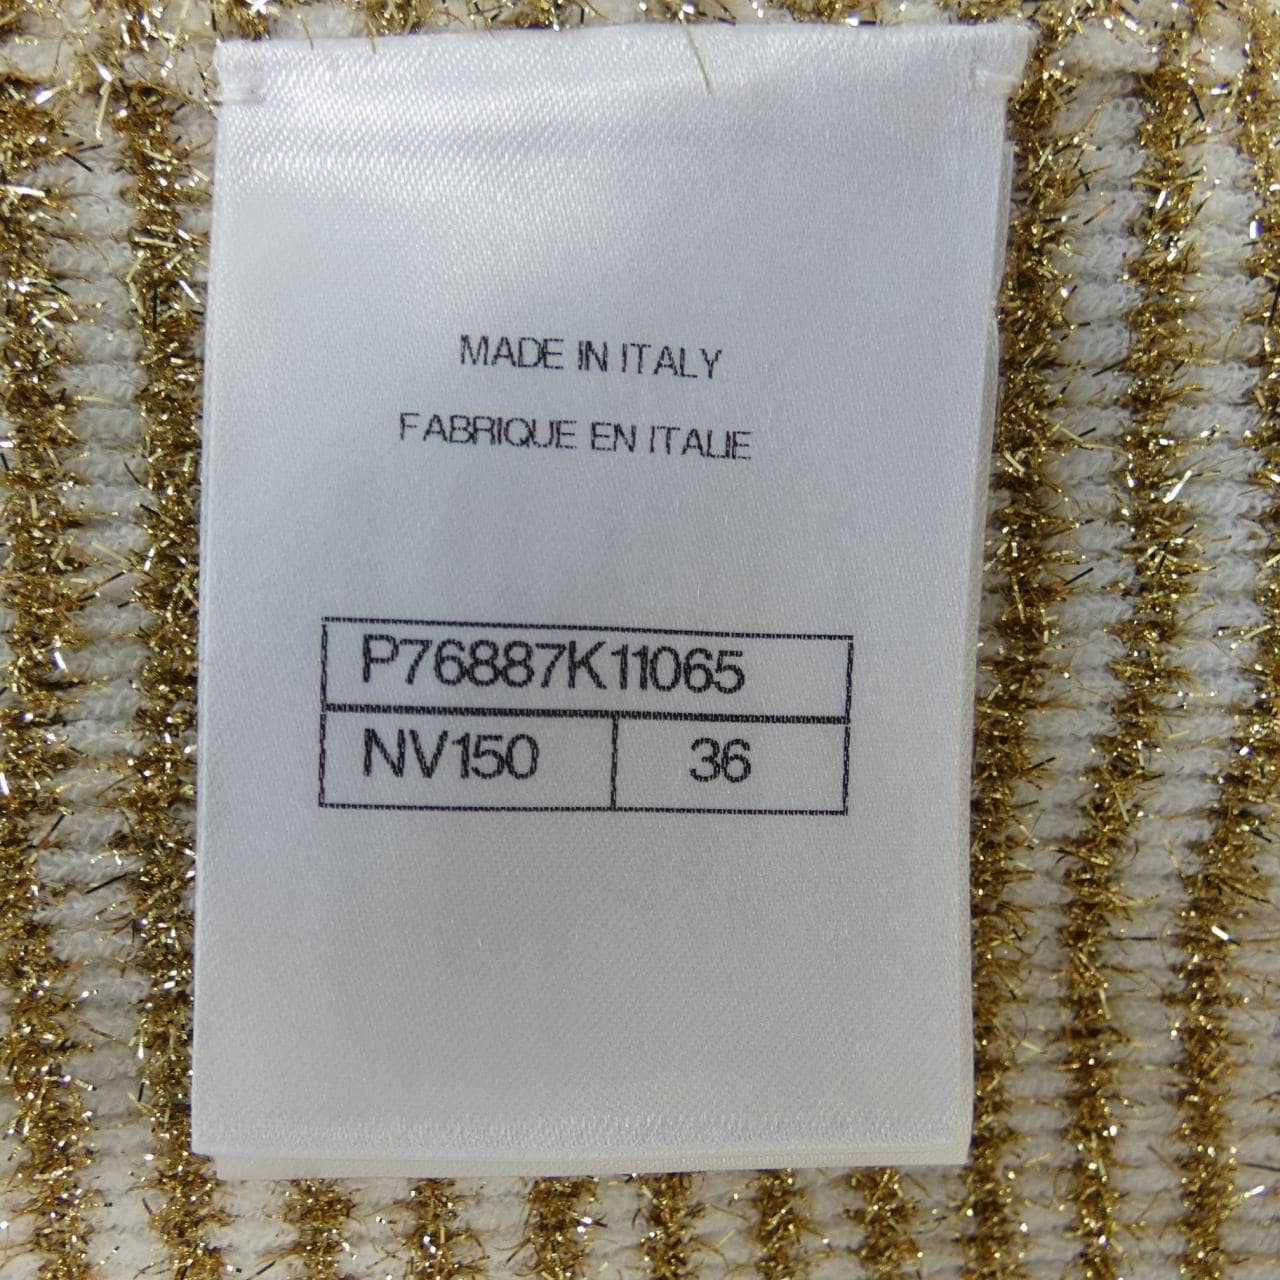 MADE IN ITALY
FABRIQUE EN ITALIE
P76887K11065
NV150 36